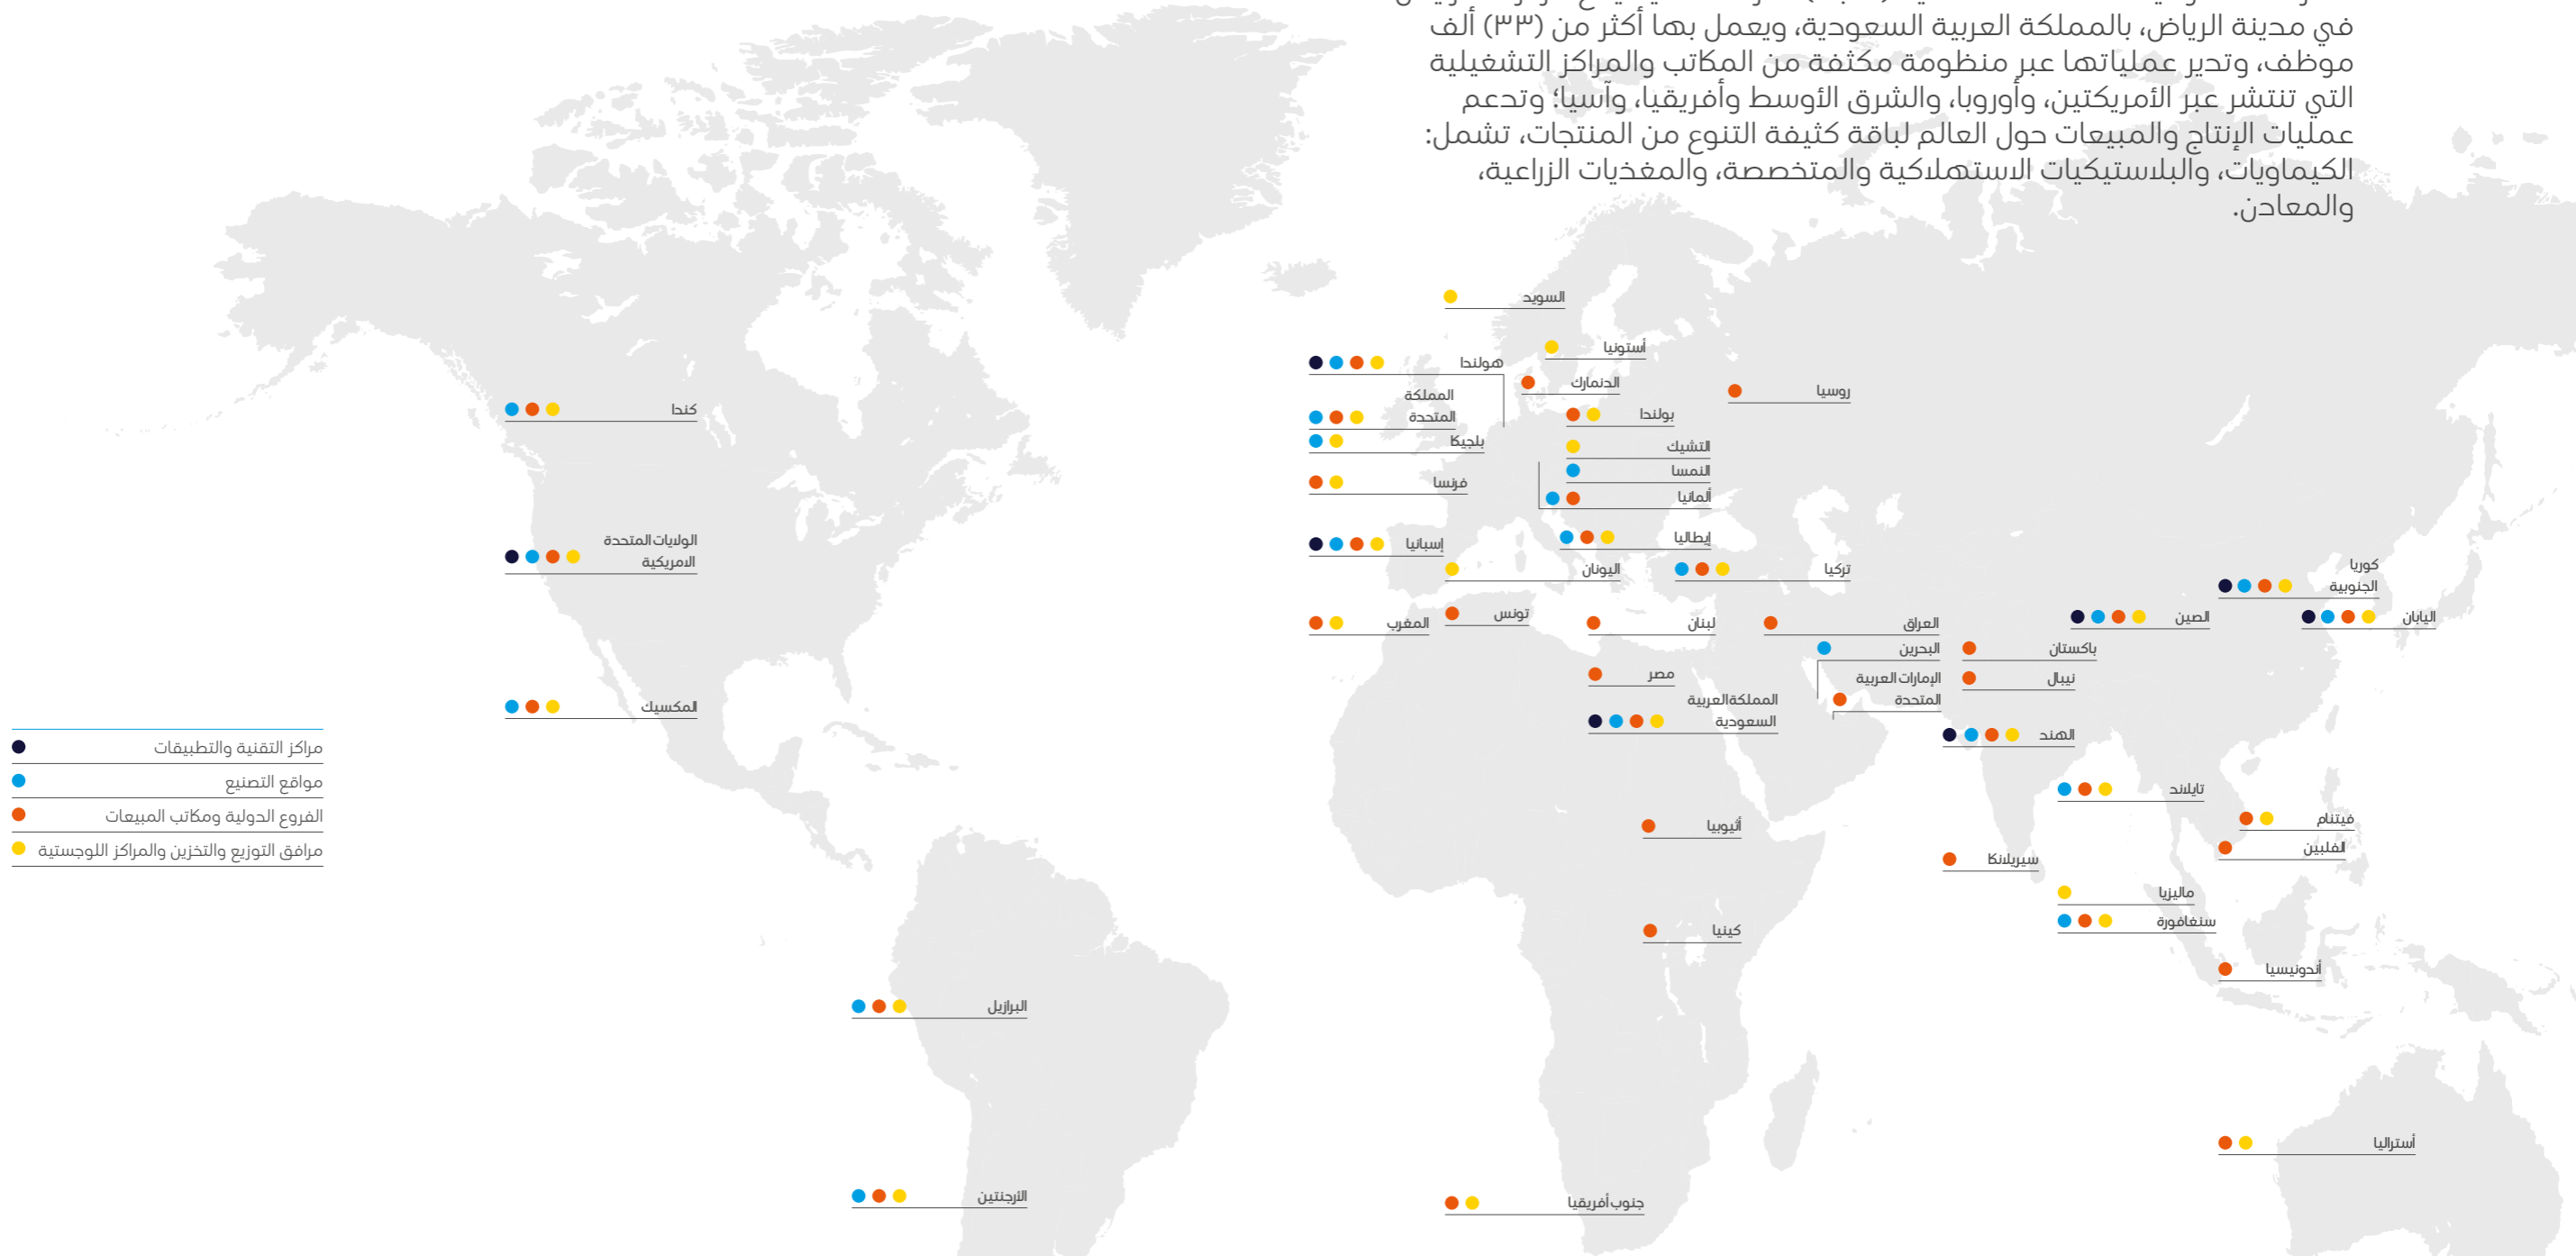 في مدينة الرياض، بالمملكة العربية السعودية، ويعمل بها أكثر من (٣٣) ألف
موظف، وتدير عملياتها عبر منظومة مكثفة من المكاتب والمراكز التشغيلية
التي تنتشر عبر الأمريكتين، وأوروبا، والشرق الأوسط وأفريقيا، وآسيا؛ وتدعم
عمليات الإنتاج والمبيعات حول العالم لباقة كثيفة التنوع من المنتجات، تشمل:
الكيماويات، والبلاستيكيات الاستهلاكية والمتخصصة، والمغذيات الزراعية،
والمعادن.
السويد
أستونيا
هولندا
الدنمارك
روسيا
المملكة
المتحدة
بولندا
بلجيكا
التشيك
النمسا
فرنسا
ألمانيا
إيطاليا
إسبانيا
اليونان
تركيا
كندا
الولايات المتحدة
الامريكية
المكسيك
كوريا
الجنوبية
اليابان
الصين
تونس
المغرب
لبنان
العراق
البحرين
باكستان
مصر
الإمارات العربية
المتحدة
نيبال
المملكة العربية
السعودية
الهند
تايلاند
فيتنام
الفلبين
أثيوبيا
سيريلانكا
ماليزيا
سنغافورة
كينيا
أندونيسيا
البرازيل
أستراليا
الأرجنتين
جنوب أفريقيا
مراكز التقنية والتطبيقات
مواقع التصنيع
الفروع الدولية ومكاتب المبيعات
مرافق التوزيع والتخزين والمراكز اللوجستية